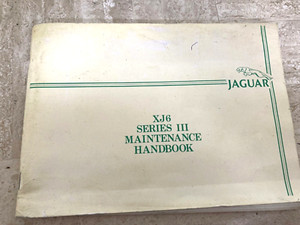 JAGUAR
XJ6
SERIES III
MAINTENANCE
HANDBOOK